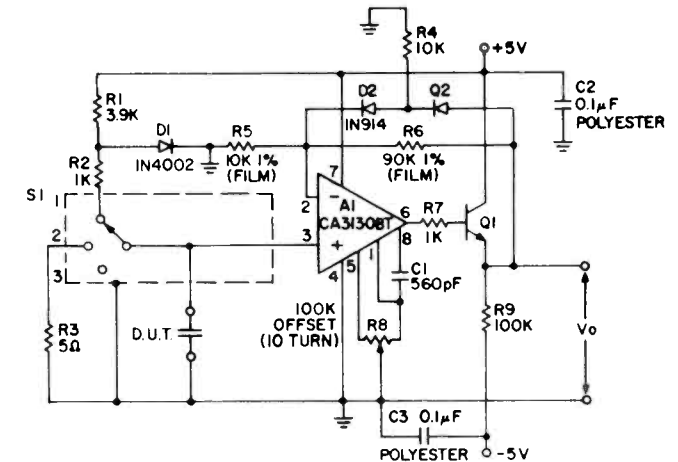 R4
10K
+5V
R1
3.9K
D2
Q2
C2
0.1µF
POLYESTER
D1
IN4002
R5
10K 1%
(FILM)
IN914
R6
90K 1%
(FILM)
R2
1K
S1
1
2
3
7
2
3
−
A1
CA3130BT
+
6
8
4
5
1
R7
1K
Q1
C1
560pF
R3
5Ω
D.U.T.
100K
OFFSET
(10 TURN)
R8
R9
100K
Vo
C3 0.1µF
POLYESTER
-5V